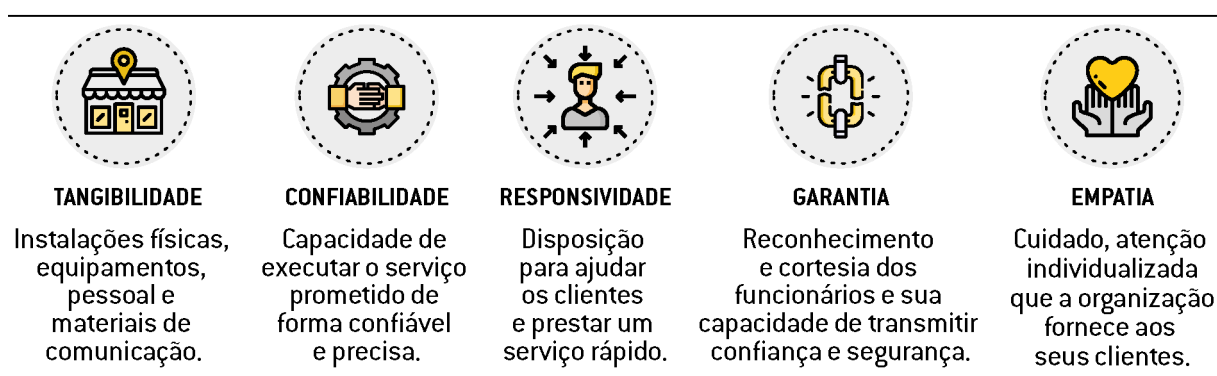 TANGIBILIDADE
Instalações físicas,
equipamentos,
pessoal e
materiais de
comunicação.
CONFIABILIDADE
Capacidade de
executar o serviço
prometido de
forma confiável
e precisa.
RESPONSIVIDADE
Disposição
para ajudar
os clientes
e prestar um
serviço rápido.
GARANTIA
Reconhecimento
e cortesia dos
funcionários e sua
capacidade de transmitir
confiança e segurança.
EMPATIA
Cuidado, atenção
individualizada
que a organização
fornece aos
seus clientes.